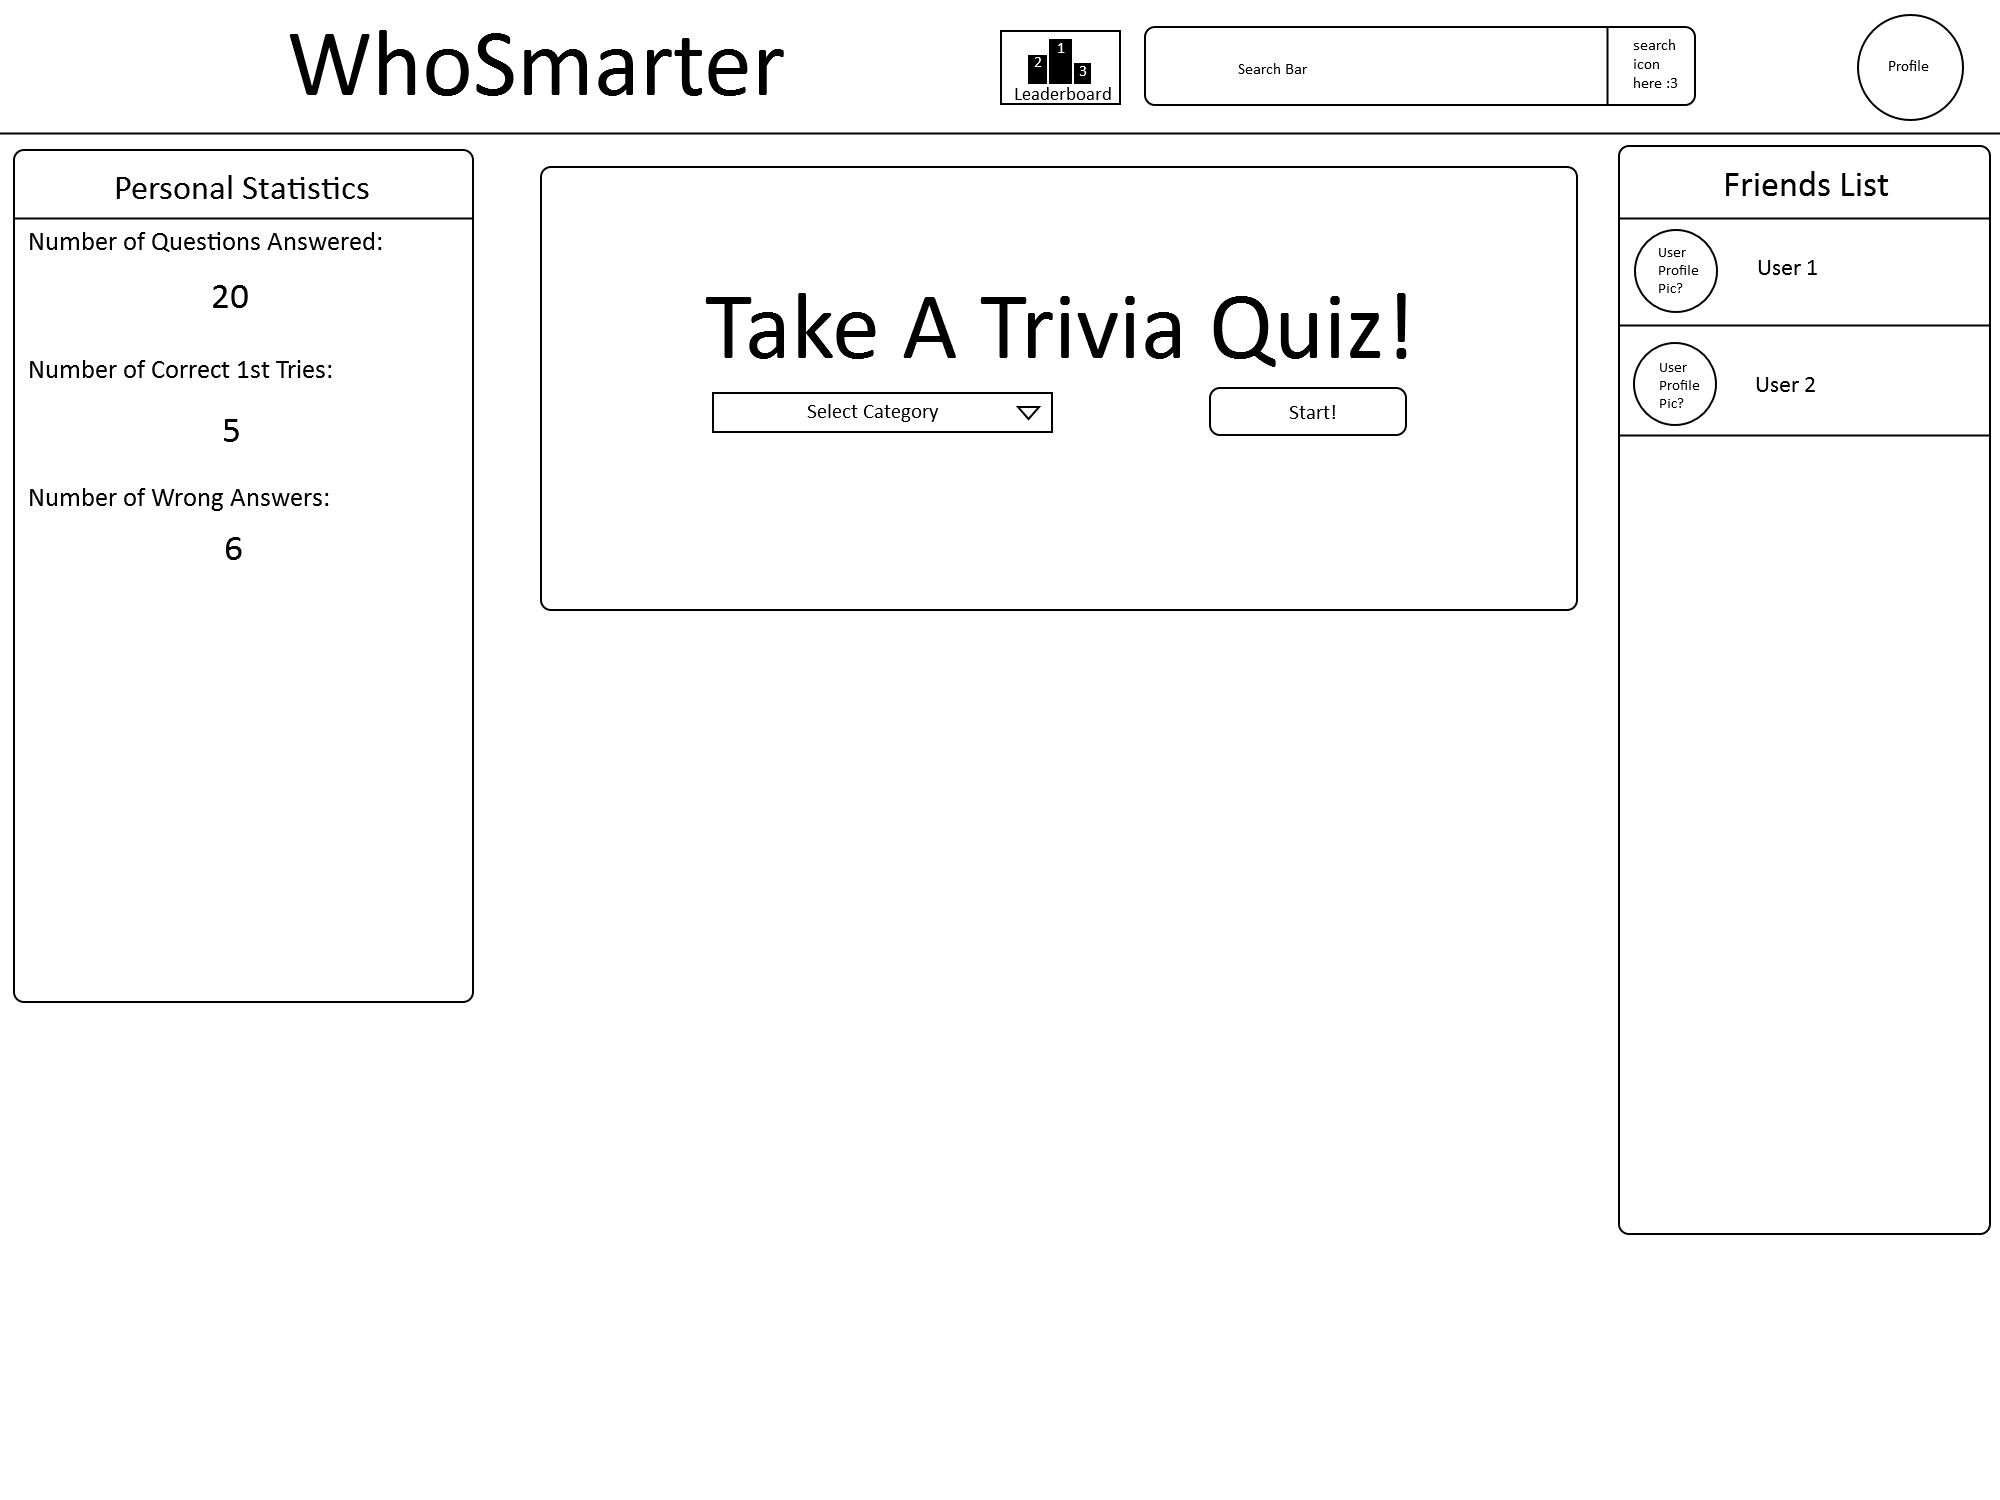 WhoSmarter
1
2
3
Leaderboard
Search Bar
search
icon
here :3
Profile
Personal Statistics
Number of Questions Answered:
20
Number of Correct 1st Tries:
5
Number of Wrong Answers:
6
Take A Trivia Quiz!
Select Category
Start!
Friends List
User
Profile
Pic?
User 1
User
Profile
Pic?
User 2